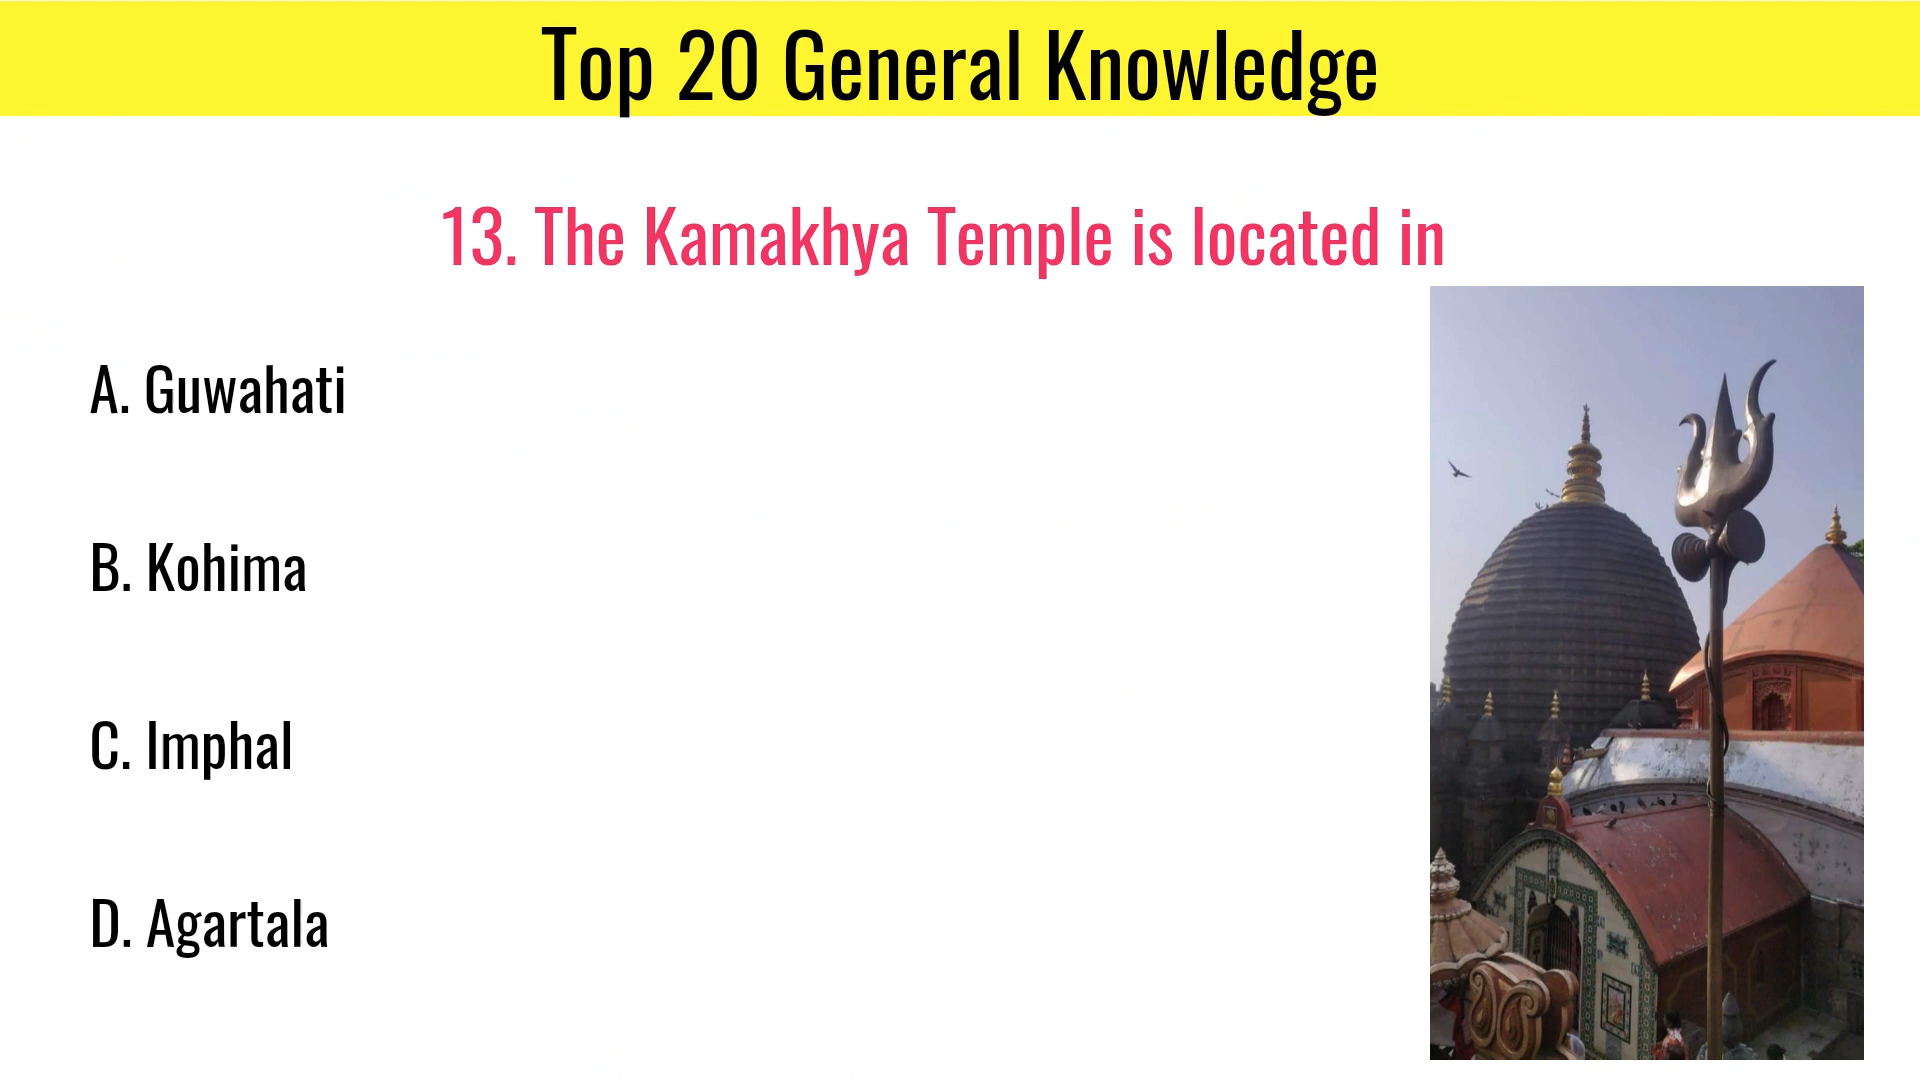 Top 20 General Knowledge
13. The Kamakhya Temple is located in
A. Guwahati
B. Kohima
C. Imphal
D. Agartala